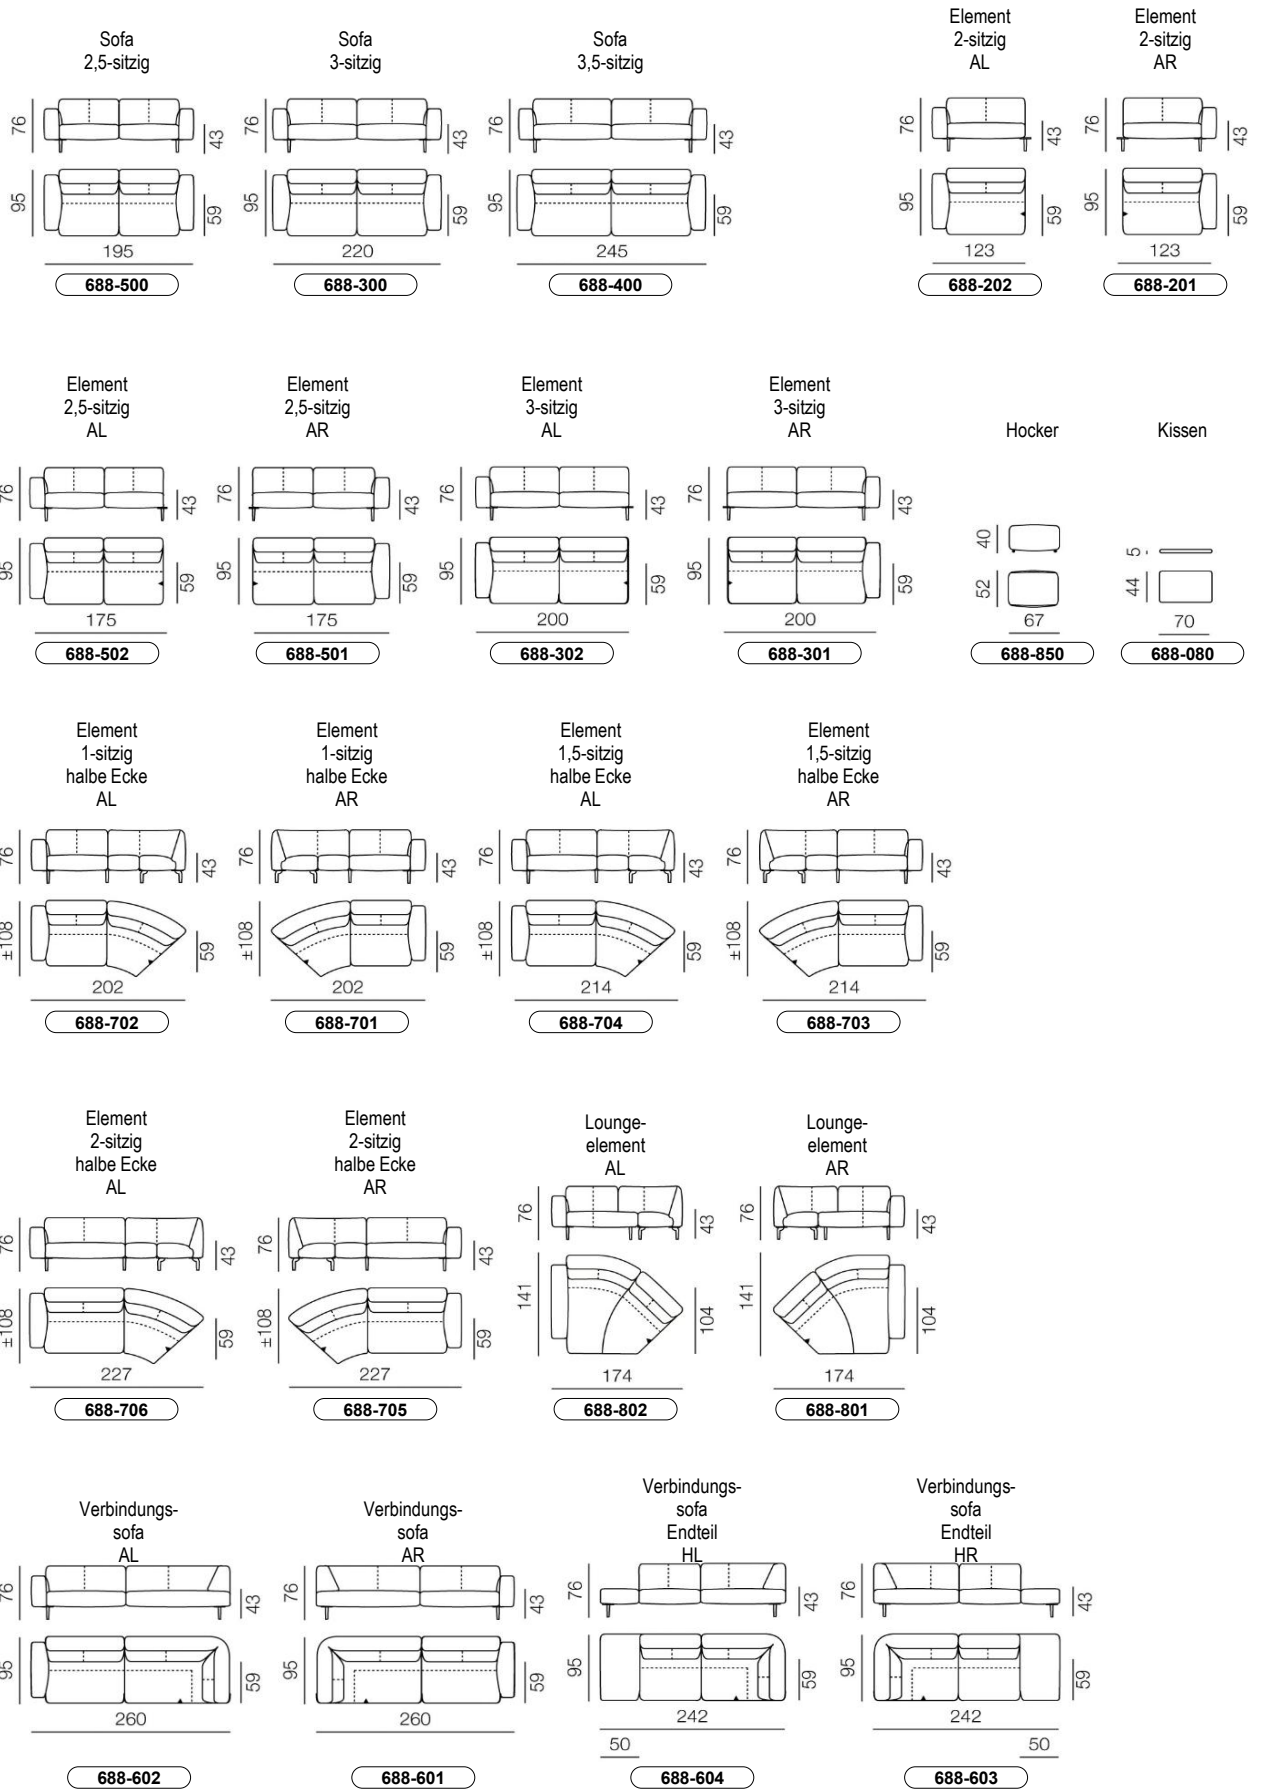 Sofa
2,5-sitzig
76
43
95
59
195
688-500
Sofa
3-sitzig
76
43
95
59
220
688-300
Sofa
3,5-sitzig
76
43
95
59
245
688-400
Element
2-sitzig
AL
76
43
95
59
123
688-202
Element
2-sitzig
AR
76
43
95
59
123
688-201
Element
2,5-sitzig
AL
76
43
95
59
175
688-502
Element
2,5-sitzig
AR
76
43
95
59
175
688-501
Element
3-sitzig
AL
76
43
95
59
200
688-302
Element
3-sitzig
AR
76
43
95
59
200
688-301
Hocker
40
52
67
688-850
Kissen
5
44
70
688-080
Element
1-sitzig
halbe Ecke
AL
76
43
±108
59
202
688-702
Element
1-sitzig
halbe Ecke
AR
76
43
±108
59
202
688-701
Element
1,5-sitzig
halbe Ecke
AL
76
43
±108
59
214
688-704
Element
1,5-sitzig
halbe Ecke
AR
76
43
±108
59
214
688-703
Element
2-sitzig
halbe Ecke
AL
76
43
±108
59
227
688-706
Element
2-sitzig
halbe Ecke
AR
76
43
±108
59
227
688-705
Lounge-
element
AL
76
43
141
104
174
688-802
Lounge-
element
AR
76
43
141
104
174
688-801
Verbindungs-
sofa
AL
76
43
95
59
260
688-602
Verbindungs-
sofa
AR
76
43
95
59
260
688-601
Verbindungs-
sofa
Endteil
HL
76
43
95
59
242
50
688-604
Verbindungs-
sofa
Endteil
HR
76
43
95
59
242
50
688-603